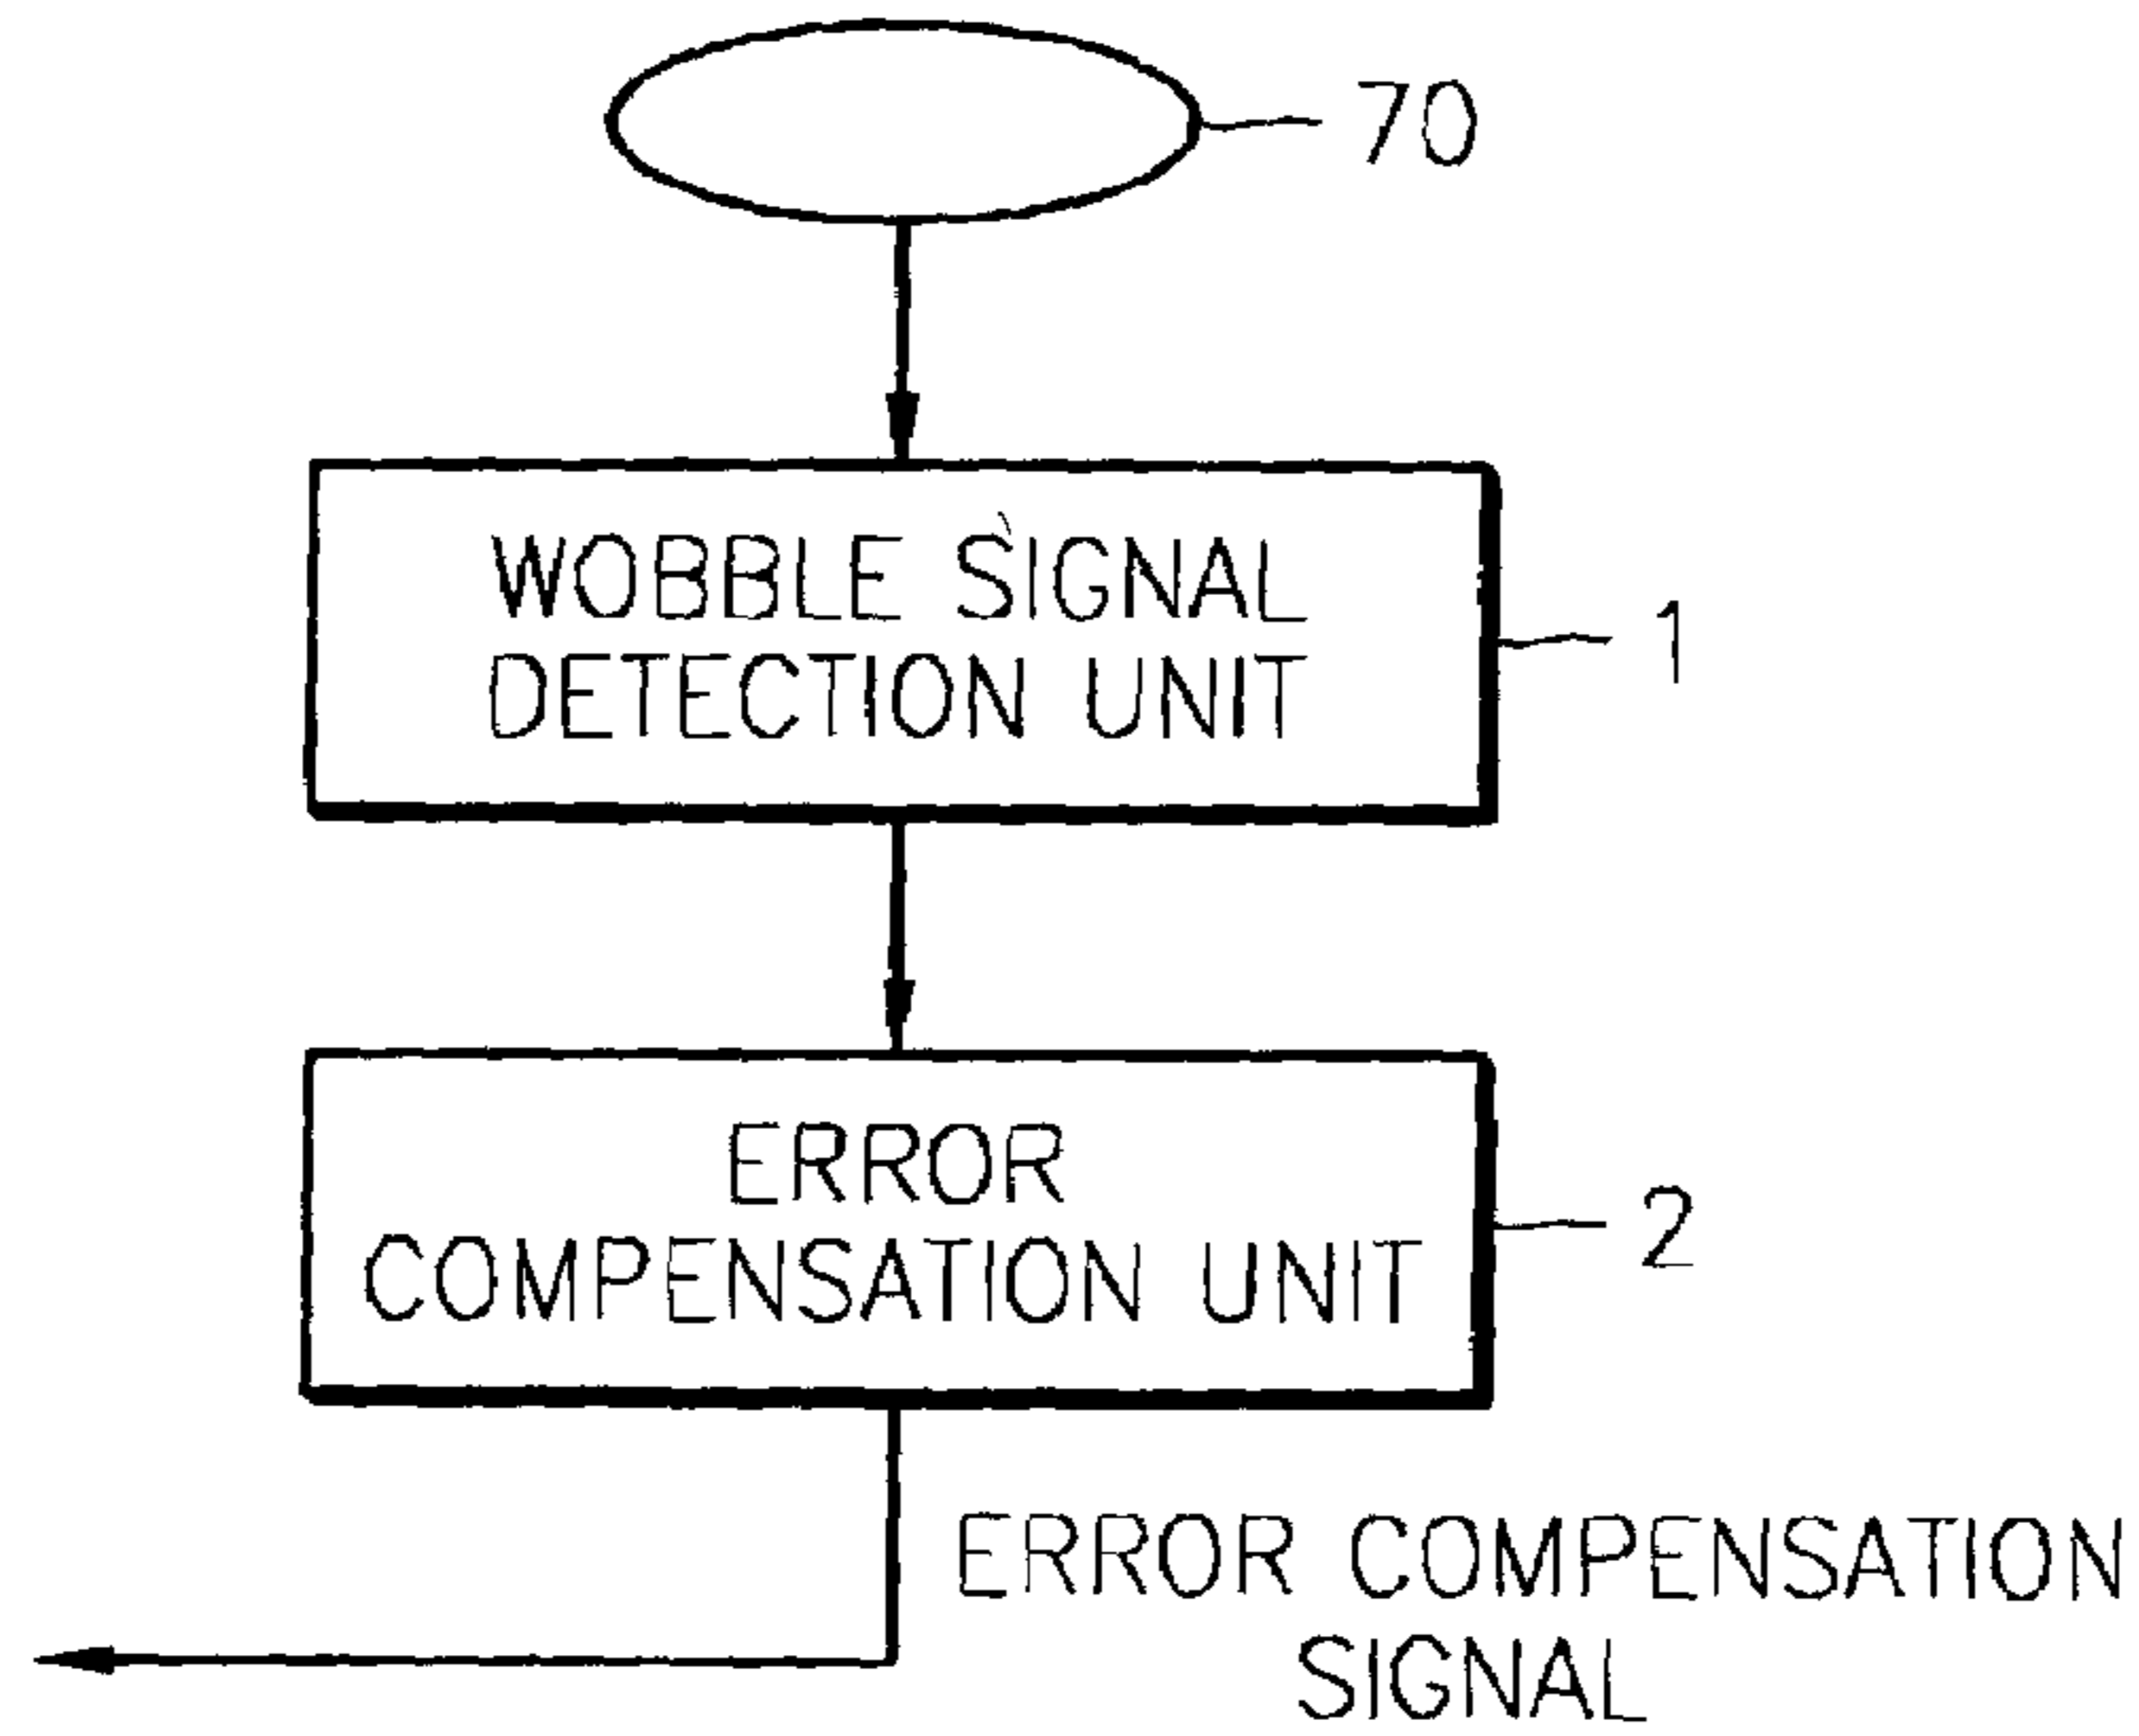 70
WOBBLE SIGNAL
DETECTION UNIT
1
ERROR
COMPENSATION UNIT
2
ERROR COMPENSATION
SIGNAL